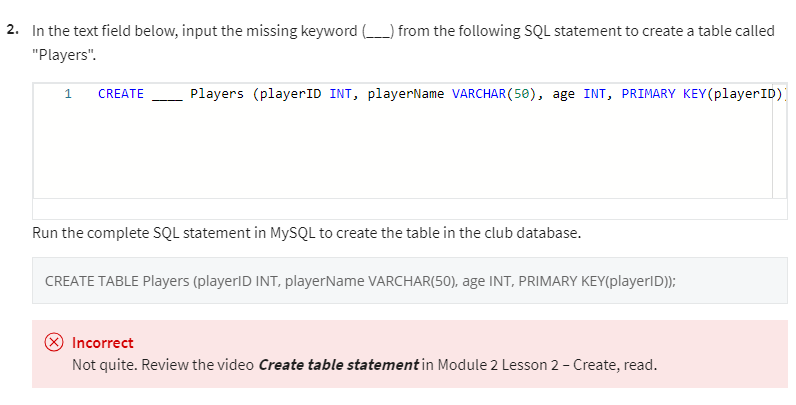 2. In the text field below, input the missing keyword (___) from the following SQL statement to create a table called
"Players".
1 CREATE ____ Players (playerID INT, playerName VARCHAR(50), age INT, PRIMARY KEY(playerID)
Run the complete SQL statement in MySQL to create the table in the club database.
CREATE TABLE Players (playerID INT, playerName VARCHAR(50), age INT, PRIMARY KEY(playerID));
Incorrect
Not quite. Review the video Create table statement in Module 2 Lesson 2 – Create, read.